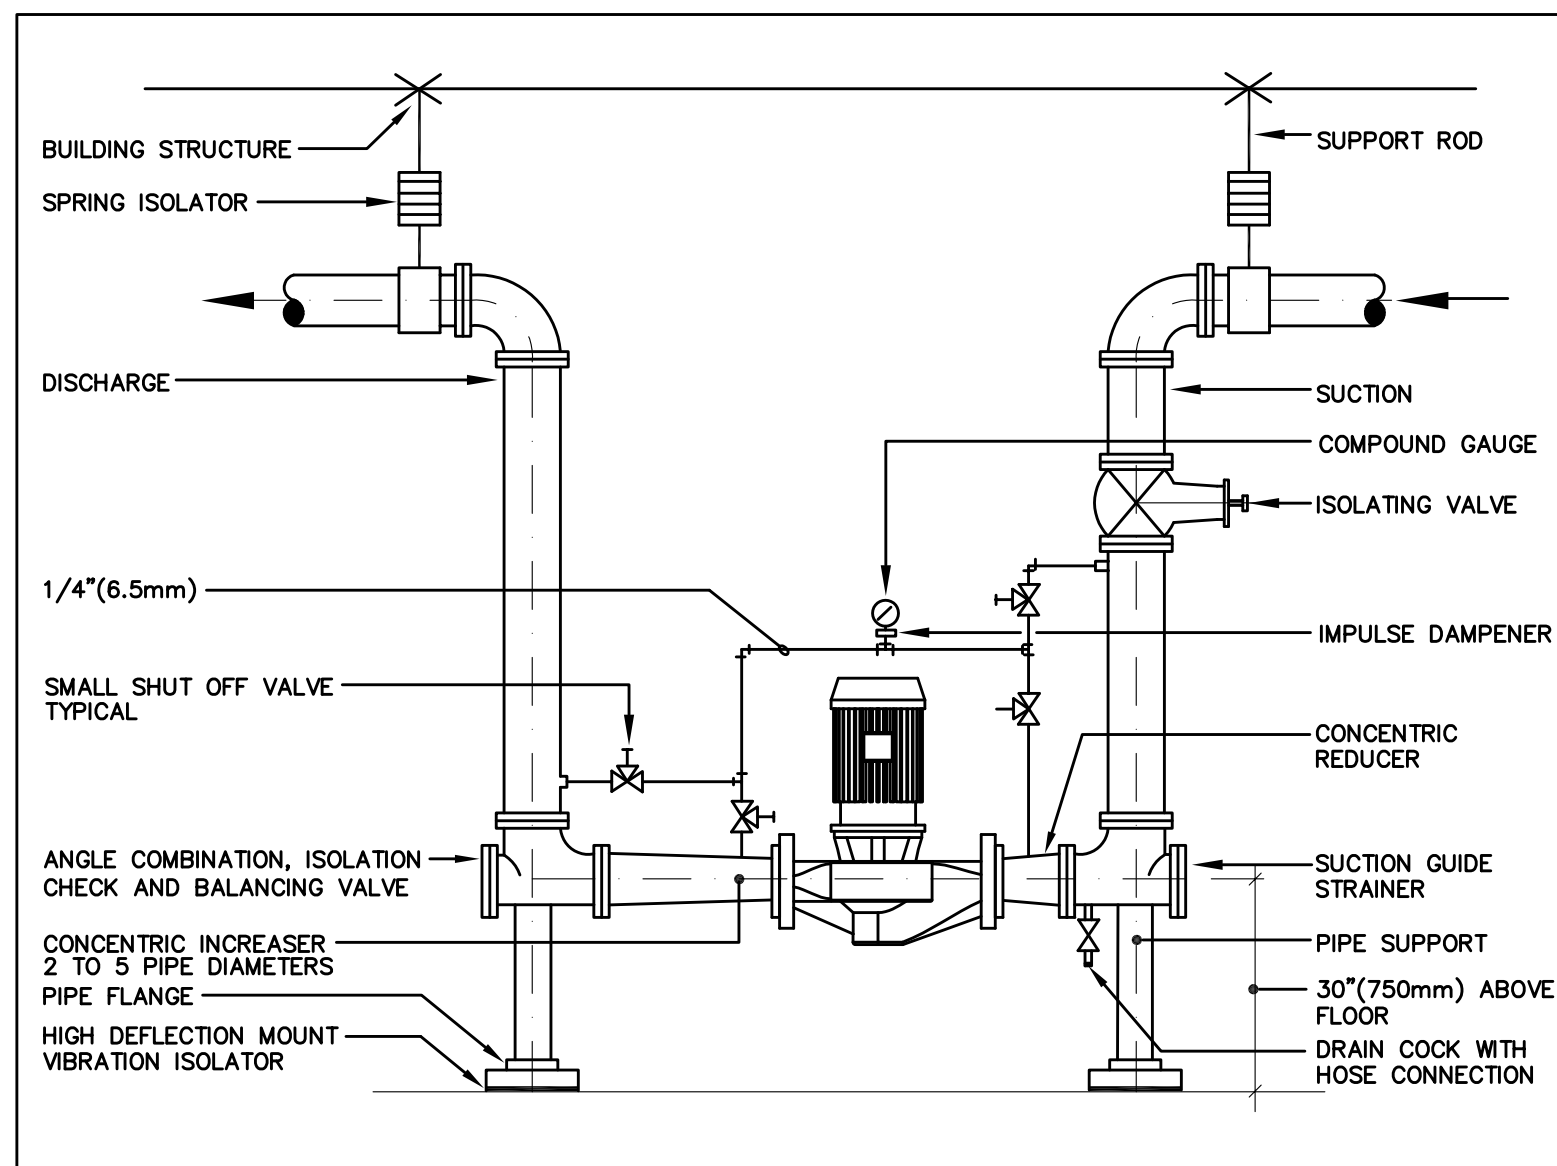 BUILDING STRUCTURE
SPRING ISOLATOR
DISCHARGE
1/4"(6.5mm)
SMALL SHUT OFF VALVE
TYPICAL
ANGLE COMBINATION, ISOLATION
CHECK AND BALANCING VALVE
CONCENTRIC INCREASER
2 TO 5 PIPE DIAMETERS
PIPE FLANGE
HIGH DEFLECTION MOUNT
VIBRATION ISOLATOR
SUPPORT ROD
SUCTION
COMPOUND GAUGE
ISOLATING VALVE
IMPULSE DAMPENER
CONCENTRIC
REDUCER
SUCTION GUIDE
STRAINER
PIPE SUPPORT
30"(750mm) ABOVE
FLOOR
DRAIN COCK WITH
HOSE CONNECTION